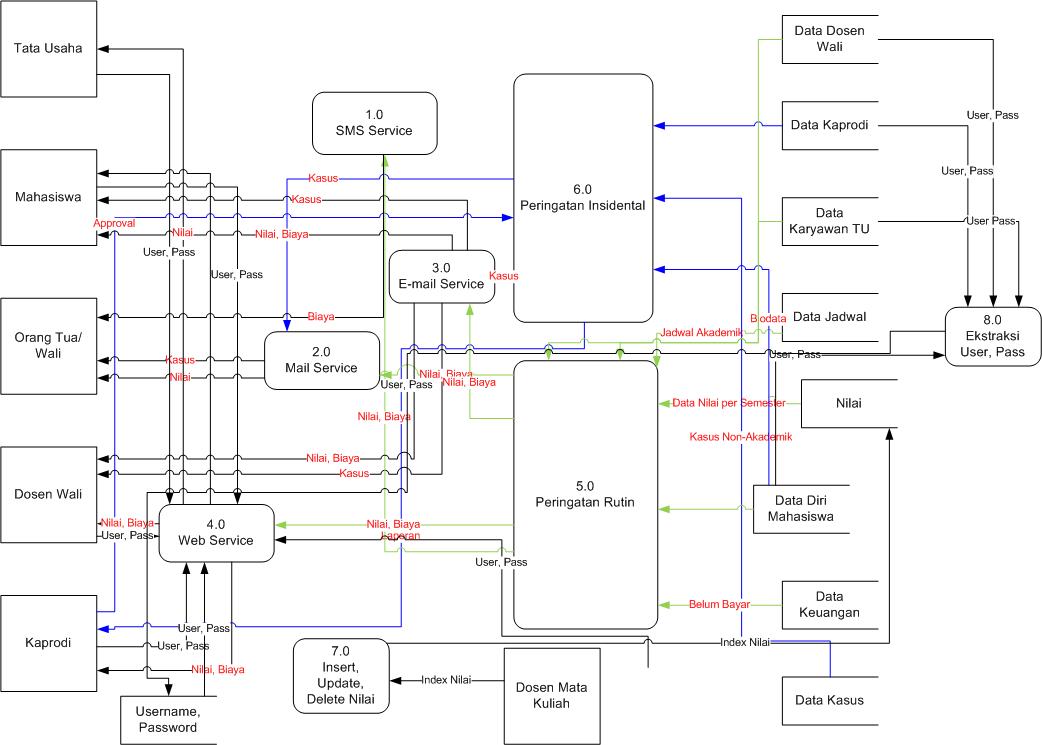 Tata Usaha
Data Dosen
Wali
1.0
SMS Service
User, Pass
Data Kaprodi
Mahasiswa
Kasus
6.0
Peringatan Insidental
User, Pass
Kasus
Approval
Nilai
Nilai, Biaya
Data
Karyawan TU
User, Pass
User, Pass
User, Pass
3.0
E-mail Service
Kasus
Orang Tua/
Wali
Biaya
Biodata
Data Jadwal
8.0
Ekstraksi
User, Pass
Jadwal Akademik
User, Pass
Kasus
2.0
Mail Service
Nilai
Nilai, Biaya
User, Pass
Nilai, Biaya
Data Nilai per Semester
Nilai
Nilai, Biaya
Kasus Non-Akademik
Nilai, Biaya
Kasus
Dosen Wali
5.0
Peringatan Rutin
Data Diri
Mahasiswa
Nilai, Biaya
User, Pass
4.0
Web Service
Nilai, Biaya
Laporan
User, Pass
Belum Bayar
Data
Keuangan
Kaprodi
User, Pass
User, Pass
Nilai, Biaya
7.0
Insert,
Update,
Delete Nilai
Index Nilai
Index Nilai
Dosen Mata
Kuliah
Data Kasus
Username,
Password